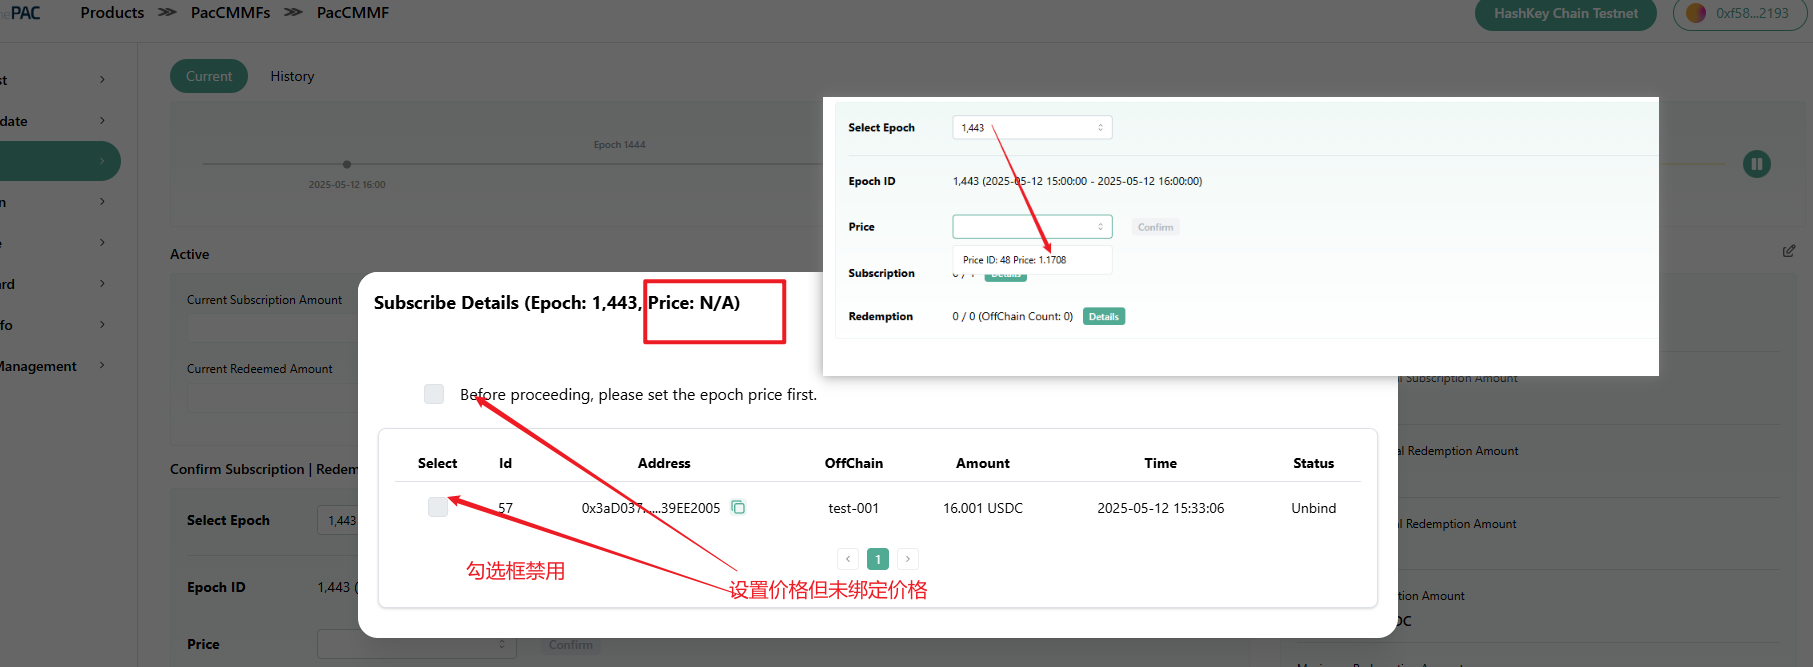 PAC
Products
PacCMMFs
PacCMMF
HashKey Chain Testnet
0xf58...2193
Current
History
date
Epoch 1444
2025-05-12 16:00
Select Epoch
1,443
Epoch ID
1,443 (2025-05-12 15:00:00 - 2025-05-12 16:00:00)
Price
Confirm
Price ID: 48 Price: 1.1708
Subscription
Details
Redemption
0 / 0 (OffChain Count: 0)
Details
Active
Current Subscription Amount
Current Redeemed Amount
Management
Subscribe Details (Epoch: 1,443, Price: N/A)
Before proceeding, please set the epoch price first.
Select
Id
Address
OffChain
Amount
Time
Status
57
0x3aD037......39EE2005
test-001
16.001 USDC
2025-05-12 15:33:06
Unbind
1
勾选框禁用
设置价格但未绑定价格
Subscription Amount
Redemption Amount
Redemption Amount
Amount
Confirm Subscription | Redem
Select Epoch
1,443
Epoch ID
1,443 (
Price
Confirm